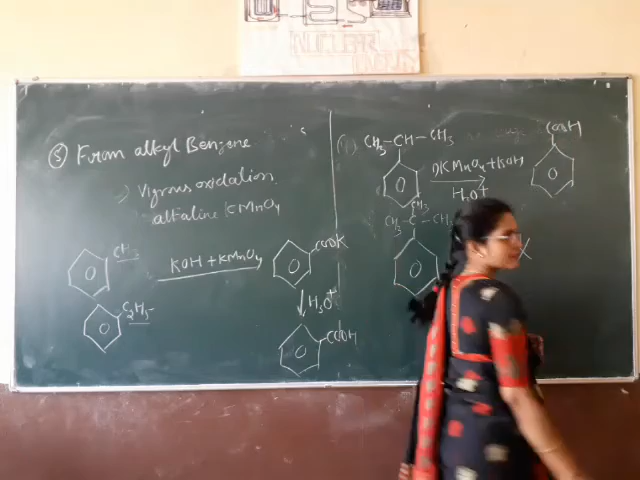 NUCLEAR
⑤ From alkyl Benzene
Vigrous oxidation
alkaline KMnO4
CH3
KOH + KMnO4
COOK
C2H5-
H3O+
COOH
CH3-CH-CH3
COOH
KMnO4 + KOH
H3O+
CH3
CH3-C-CH
X